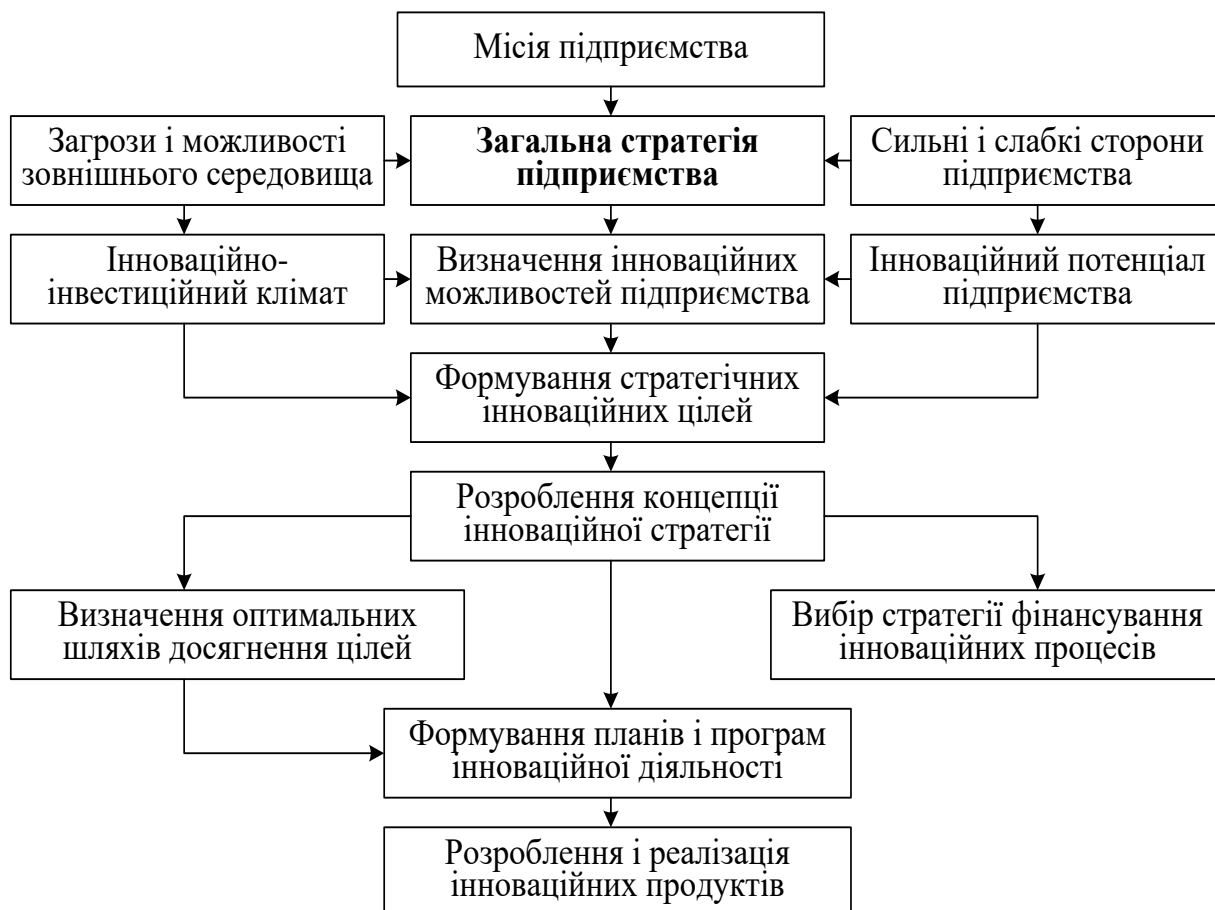 Місія підприємства
Загрози і можливості
зовнішнього середовища
Загальна стратегія
підприємства
Сильні і слабкі сторони
підприємства
Інноваційно-
інвестиційний клімат
Визначення інноваційних
можливостей підприємства
Інноваційний потенціал
підприємства
Формування стратегічних
інноваційних цілей
Розроблення концепції
інноваційної стратегії
Визначення оптимальних
шляхів досягнення цілей
Вибір стратегії фінансування
інноваційних процесів
Формування планів і програм
інноваційної діяльності
Розроблення і реалізація
інноваційних продуктів